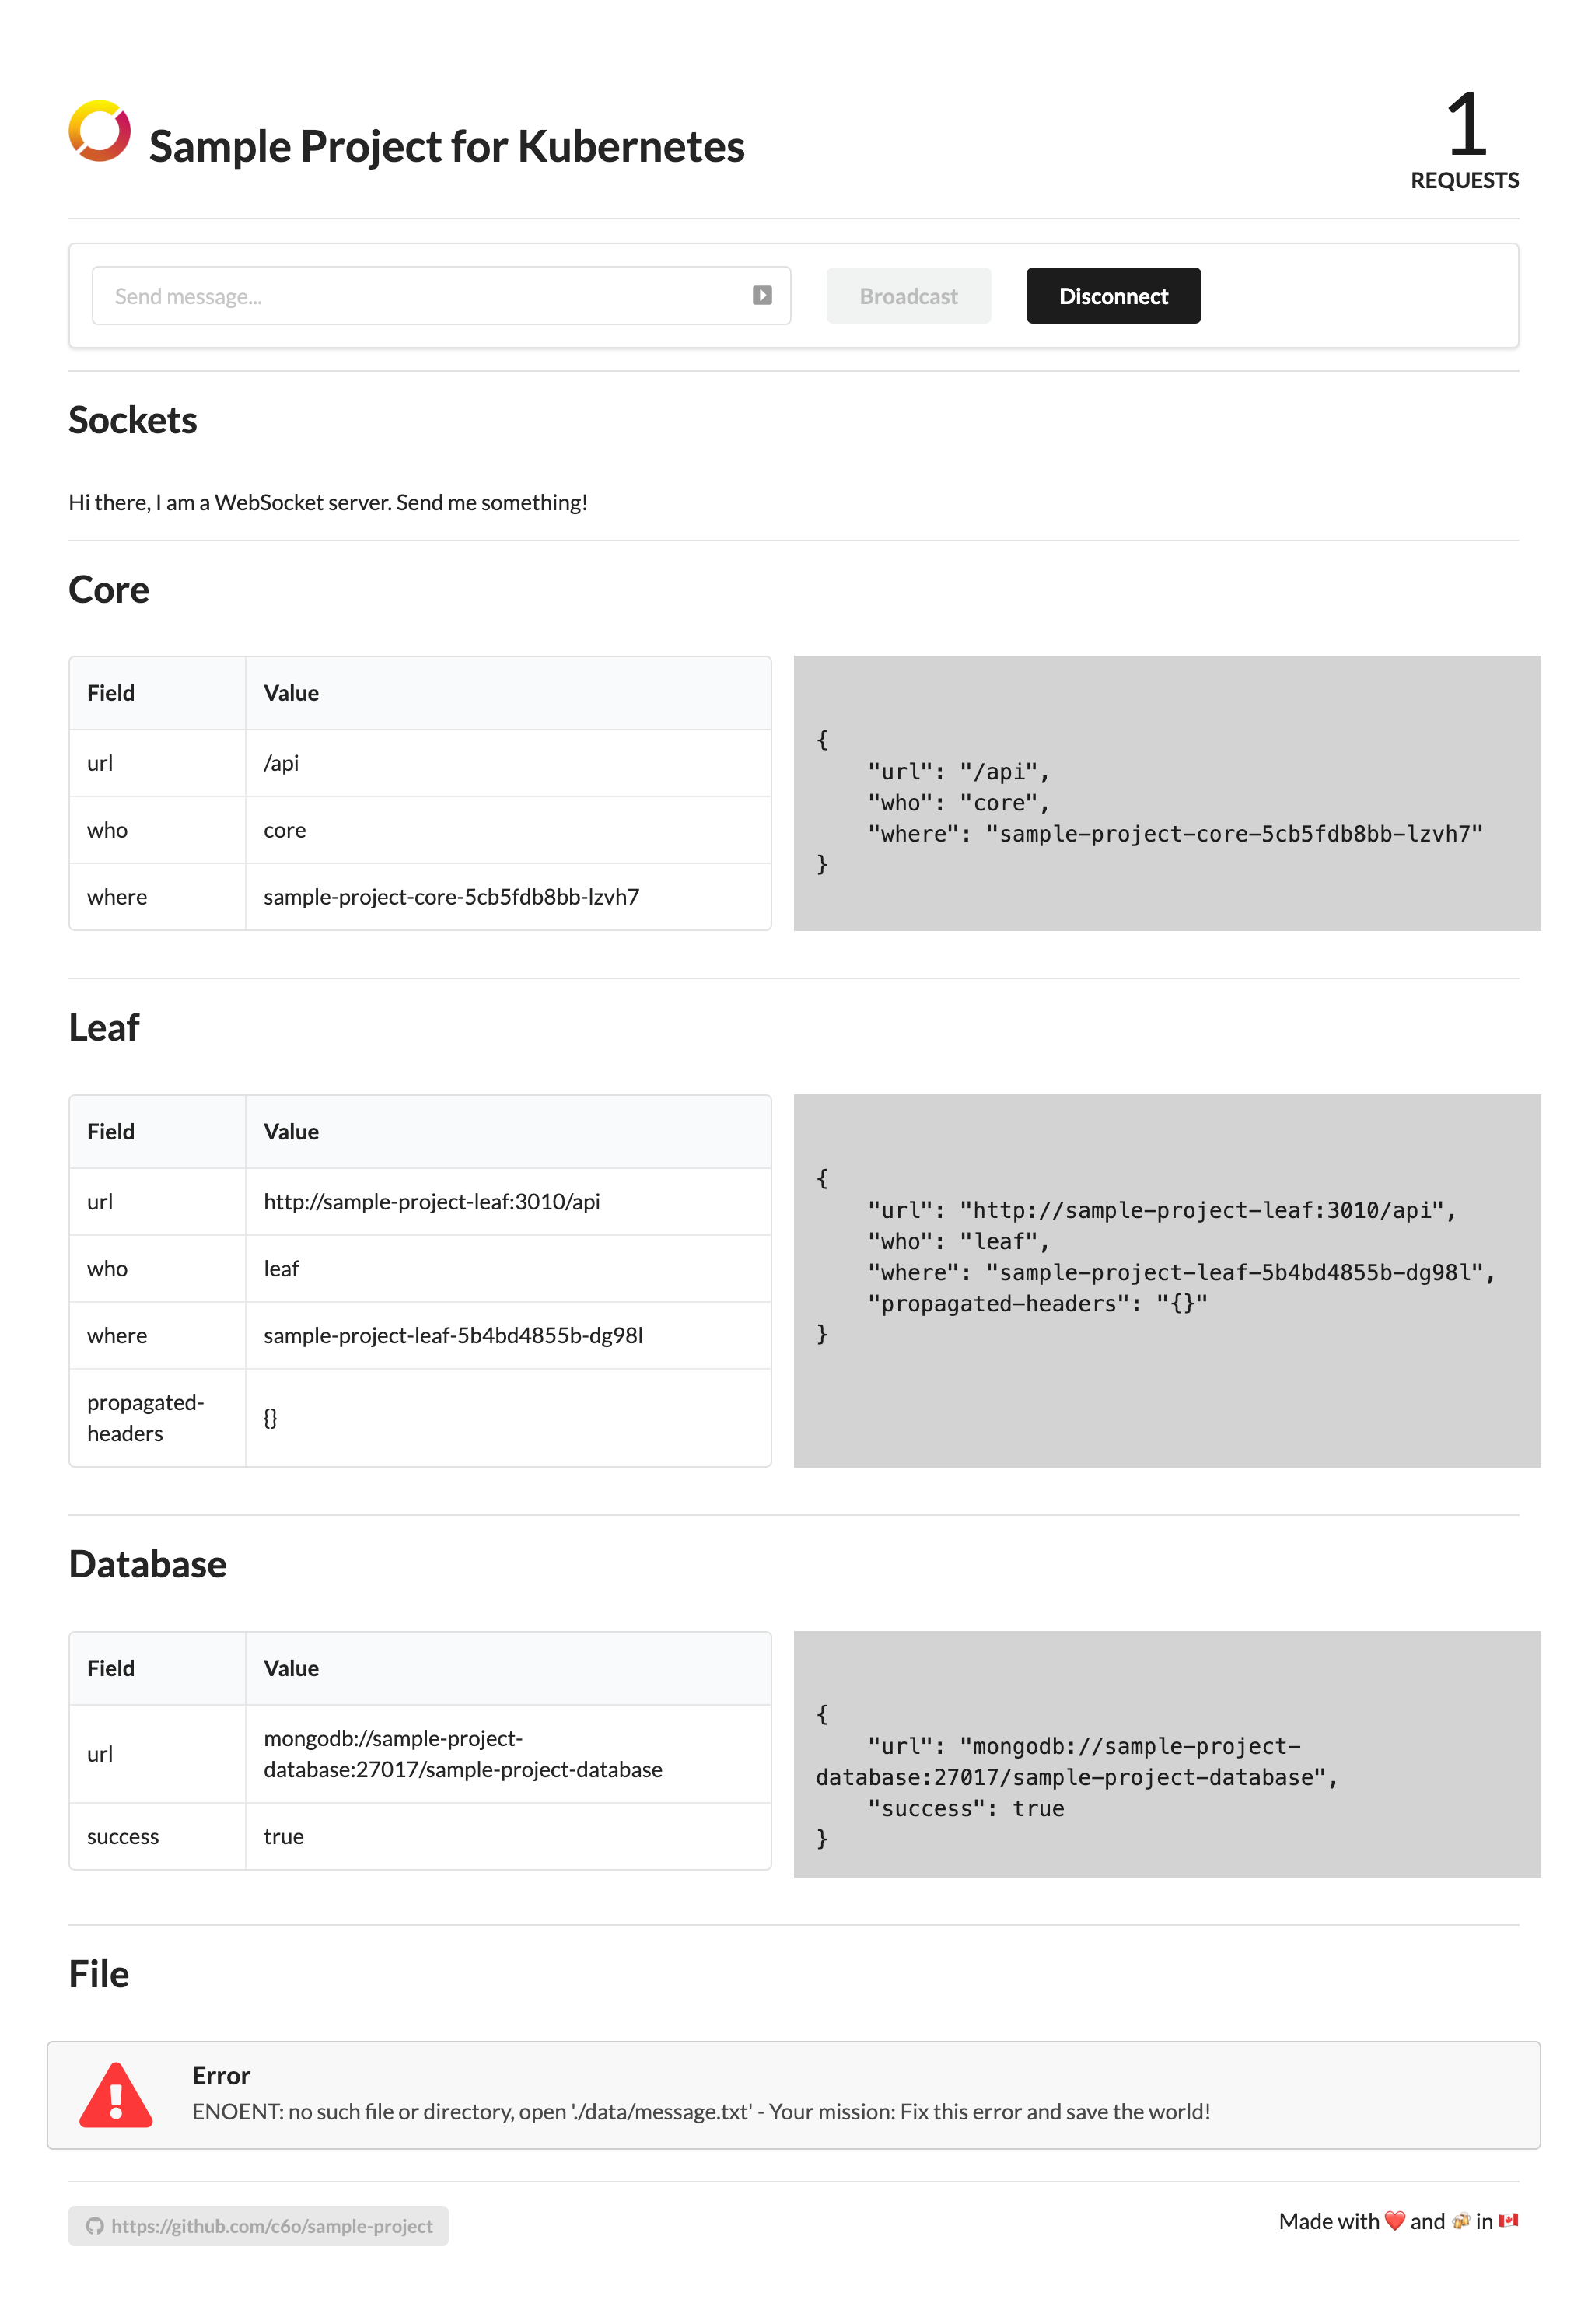 Sample Project for Kubernetes
1
REQUESTS
Send message...
Broadcast
Disconnect
Sockets
Hi there, I am a WebSocket server. Send me something!
Core
Field Value
url /api
who core
where sample-project-core-5cb5fdb8bb-lzvh7
{
"url": "/api",
"who": "core",
"where": "sample-project-core-5cb5fdb8bb-lzvh7"
}
Leaf
Field Value
url http://sample-project-leaf:3010/api
who leaf
where sample-project-leaf-5b4bd4855b-dg98l
propagated-
headers
{}
{
"url": "http://sample-project-leaf:3010/api",
"who": "leaf",
"where": "sample-project-leaf-5b4bd4855b-dg98l",
"propagated-headers": "{}"
}
Database
Field Value
url
mongodb://sample-project-
database:27017/sample-project-database
success true
{
"url": "mongodb://sample-project-
database:27017/sample-project-database",
"success": true
}
File
Error
ENOENT: no such file or directory, open './data/message.txt' - Your mission: Fix this error and save the world!
https://github.com/c6o/sample-project
Made with ❤️ and 🍻 in 🇨🇦